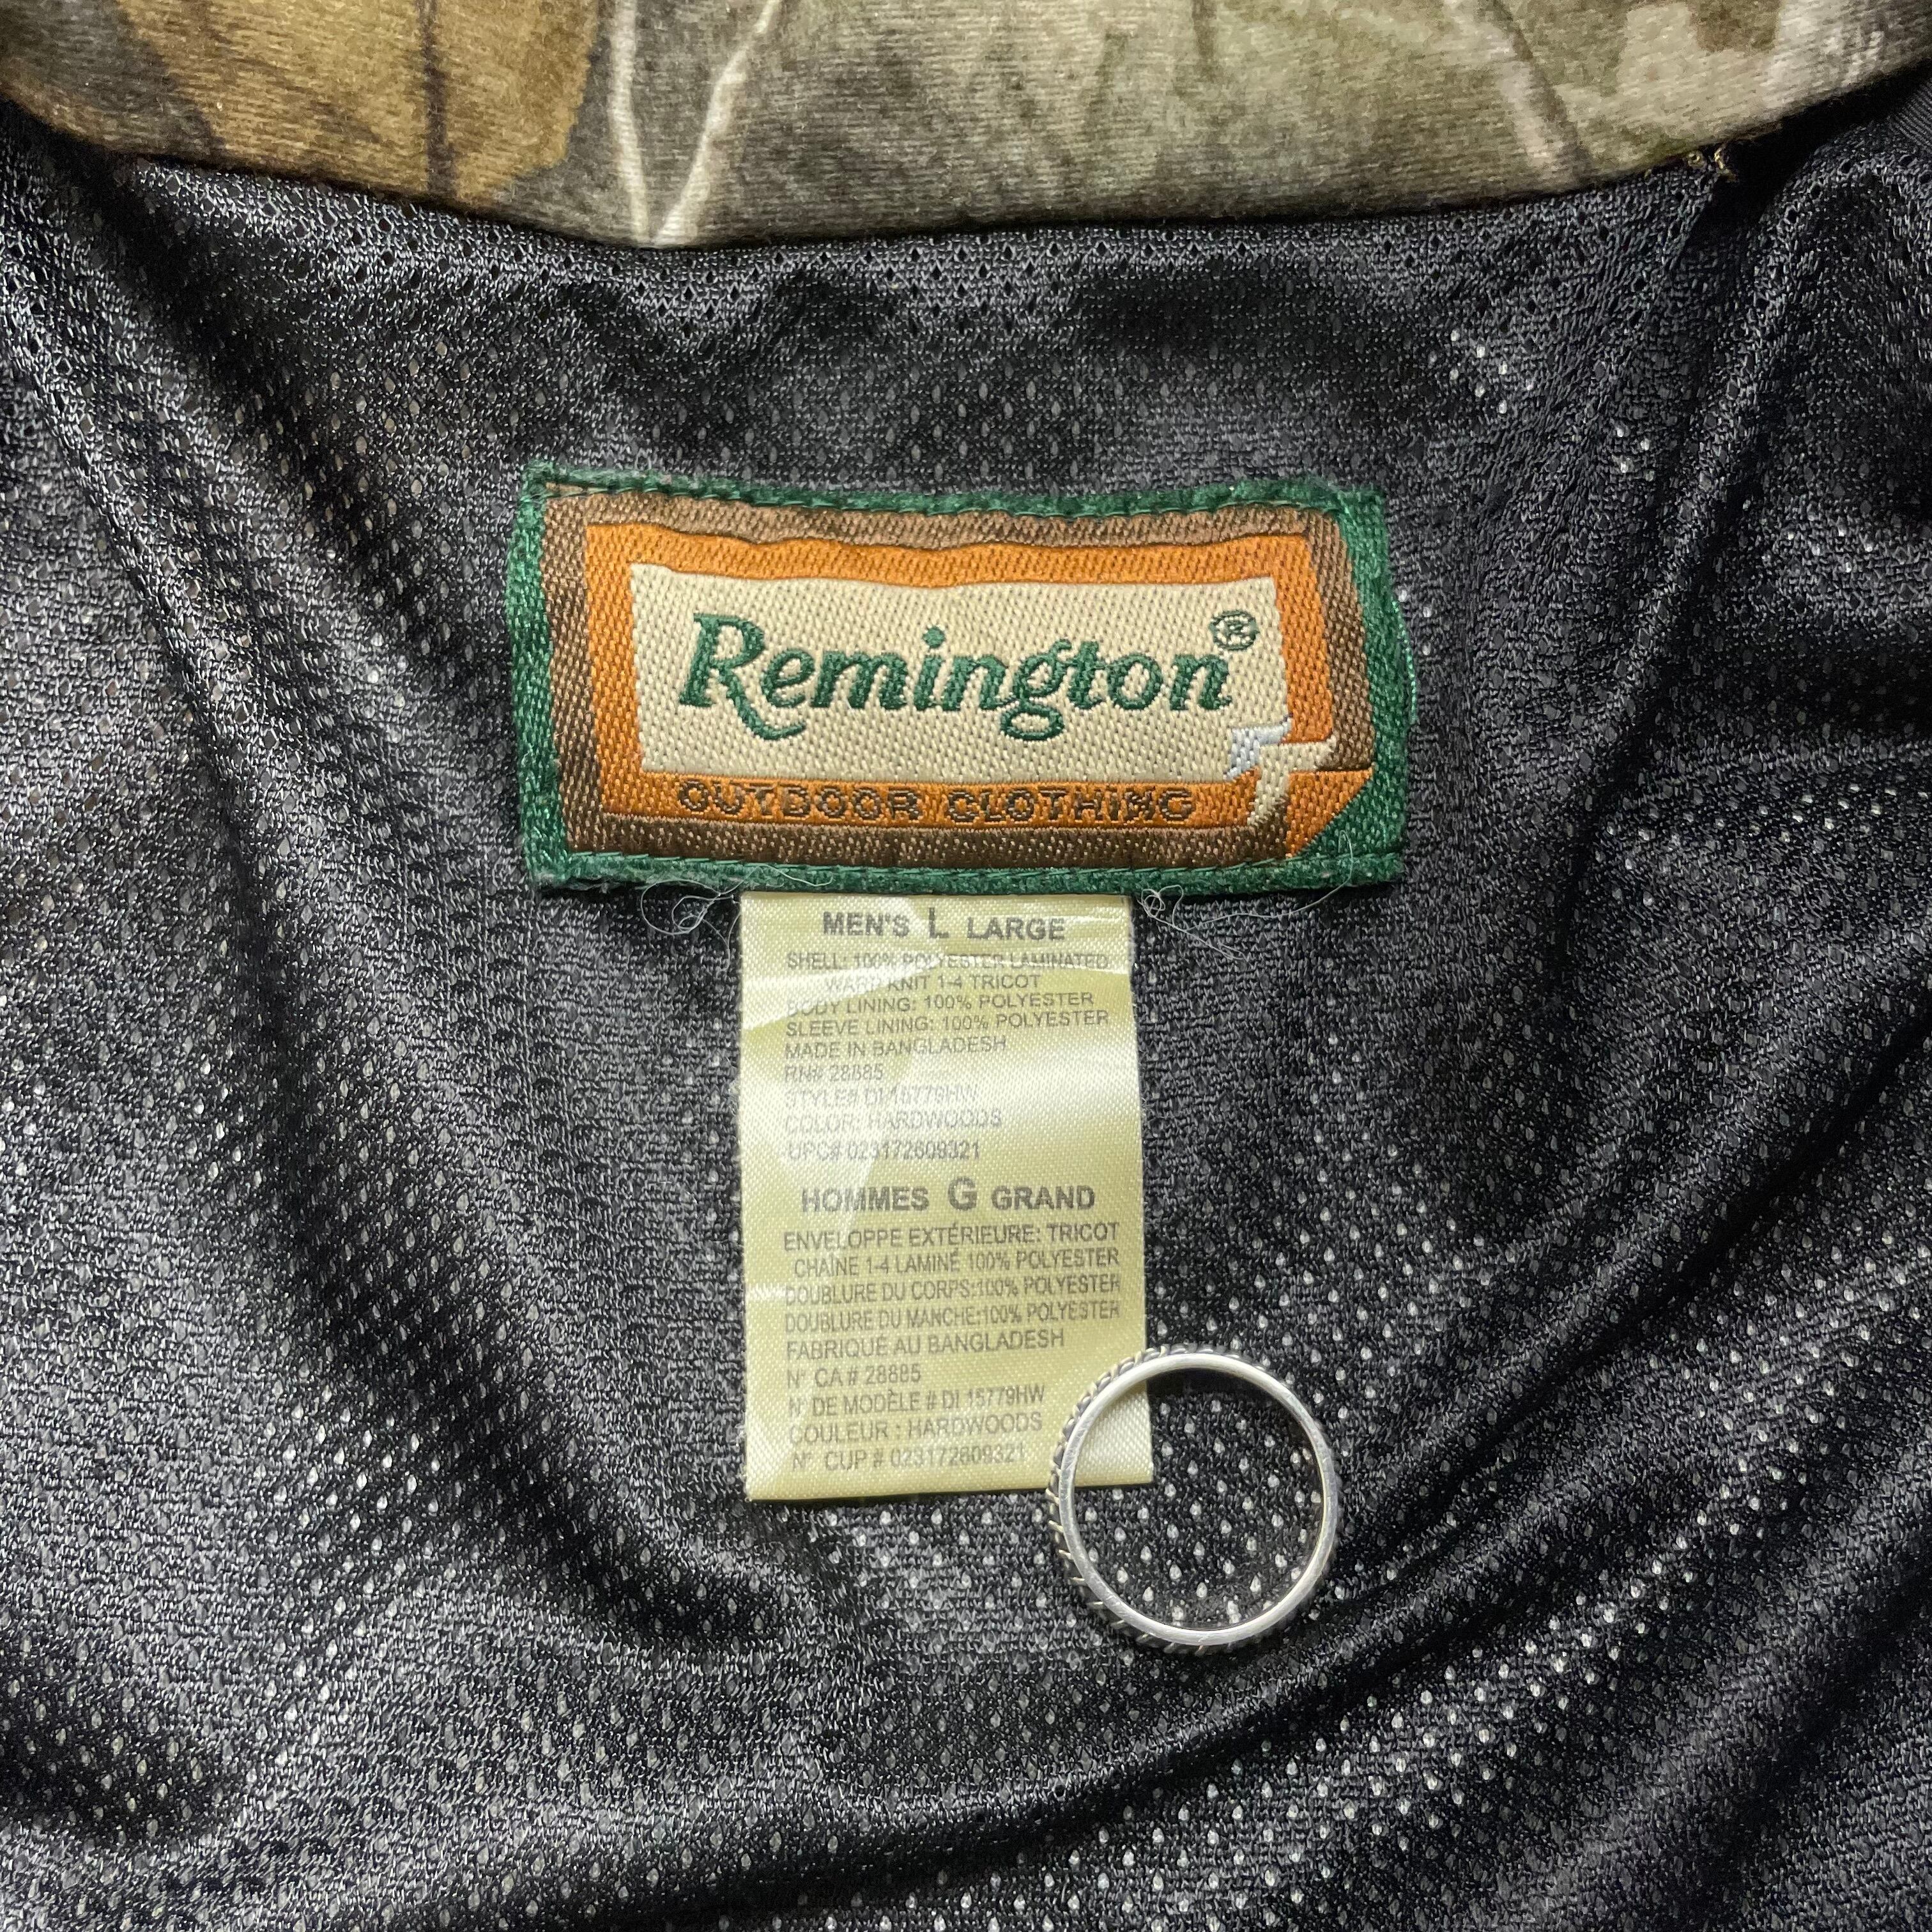 Remington®
OUTDOOR CLOTHING
MEN'S L LARGE
SHELL: 100% POLYESTER LAMINATED
WARP KNIT 1-4 TRICOT
BODY LINING: 100% POLYESTER
SLEEVE LINING: 100% POLYESTER
MADE IN BANGLADESH
RN# 28885
STYLE# DI 15779HW
COLOR: HARDWOODS
UPC# 023172609321
HOMMES G GRAND
ENVELOPPE EXTÉRIEURE: TRICOT
CHAÎNE 1-4 LAMINÉ 100% POLYESTER
DOUBLURE DU CORPS:100% POLYESTER
DOUBLURE DU MANCHE:100% POLYESTER
FABRIQUÉ AU BANGLADESH
N° CA # 28885
N° DE MODÈLE # DI 15779HW
COULEUR : HARDWOODS
N° CUP # 023172609321